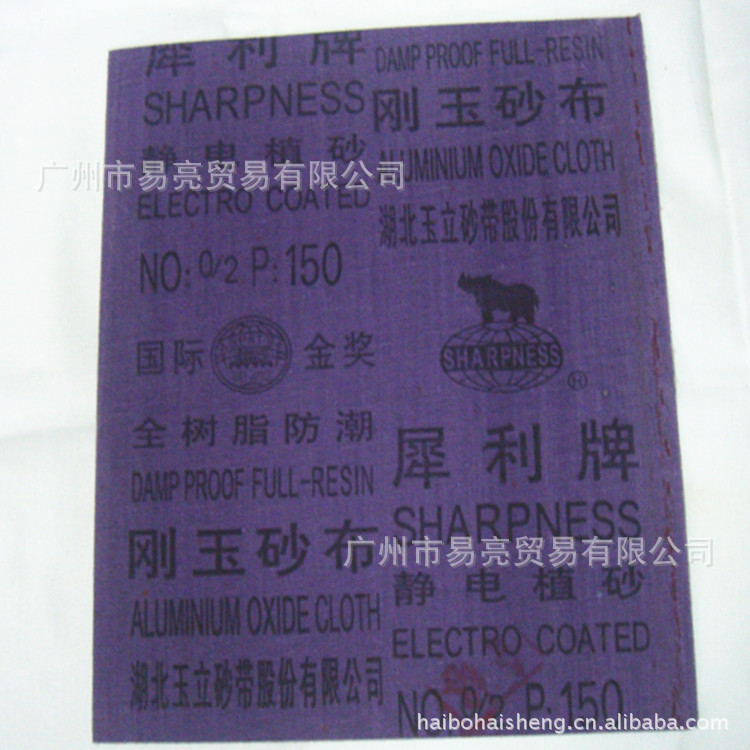 犀利牌
SHARPNESS
静电植砂
ELECTRO COATED
NO: 0/2 P: 150
国际 金奖
全树脂防潮
DAMP PROOF FULL-RESIN
刚玉砂布
ALUMINIUM OXIDE CLOTH
湖北玉立砂带股份有限公司
DAMP PROOF FULL-RESIN
刚玉砂布
ALUMINIUM OXIDE CLOTH
湖北玉立砂带股份有限公司
SHARPNESS
®
犀利牌
SHARPNESS
静电植砂
ELECTRO COATED
NO: 0/2 P: 150
广州市易亮贸易有限公司
广州市易亮贸易有限公司
haibohaisheng.cn.alibaba.com